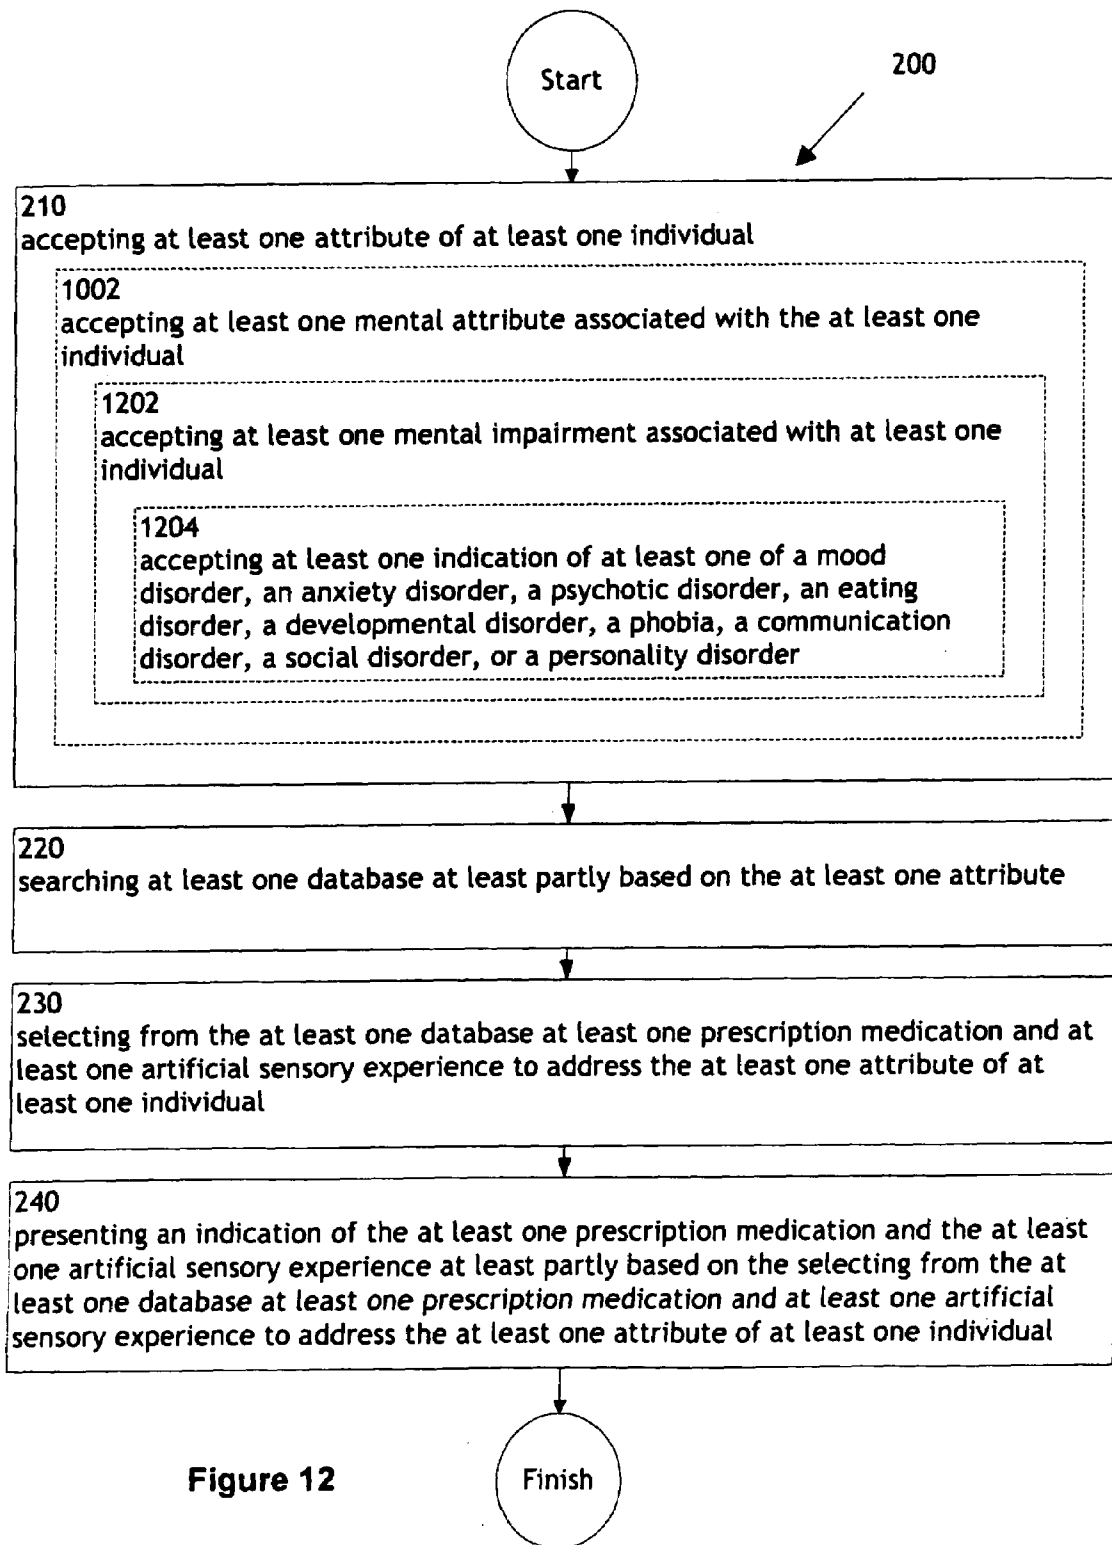 Start
200
210
accepting at least one attribute of at least one individual
1002
accepting at least one mental attribute associated with the at least one
individual
1202
accepting at least one mental impairment associated with at least one
individual
1204
accepting at least one indication of at least one of a mood
disorder, an anxiety disorder, a psychotic disorder, an eating
disorder, a developmental disorder, a phobia, a communication
disorder, a social disorder, or a personality disorder
220
searching at least one database at least partly based on the at least one attribute
230
selecting from the at least one database at least one prescription medication and at
least one artificial sensory experience to address the at least one attribute of at
least one individual
240
presenting an indication of the at least one prescription medication and the at least
one artificial sensory experience at least partly based on the selecting from the at
least one database at least one prescription medication and at least one artificial
sensory experience to address the at least one attribute of at least one individual
Figure 12
Finish